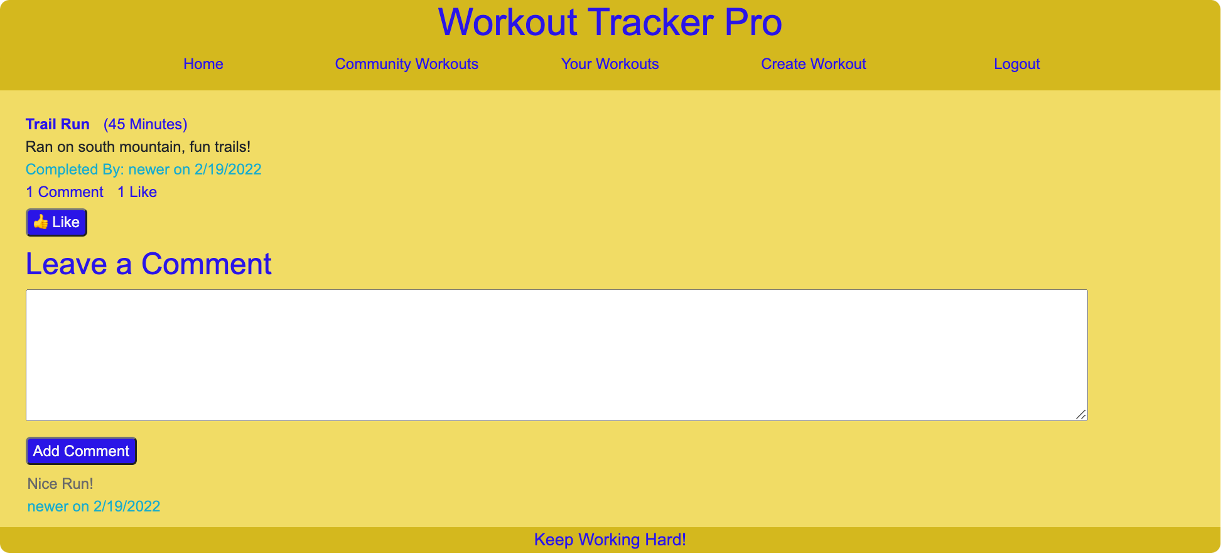 Workout Tracker Pro
Home Community Workouts Your Workouts Create Workout Logout
Trail Run (45 Minutes)
Ran on south mountain, fun trails!
Completed By: newer on 2/19/2022
1 Comment 1 Like
👍 Like
Leave a Comment
Add Comment
Nice Run!
newer on 2/19/2022
Keep Working Hard!